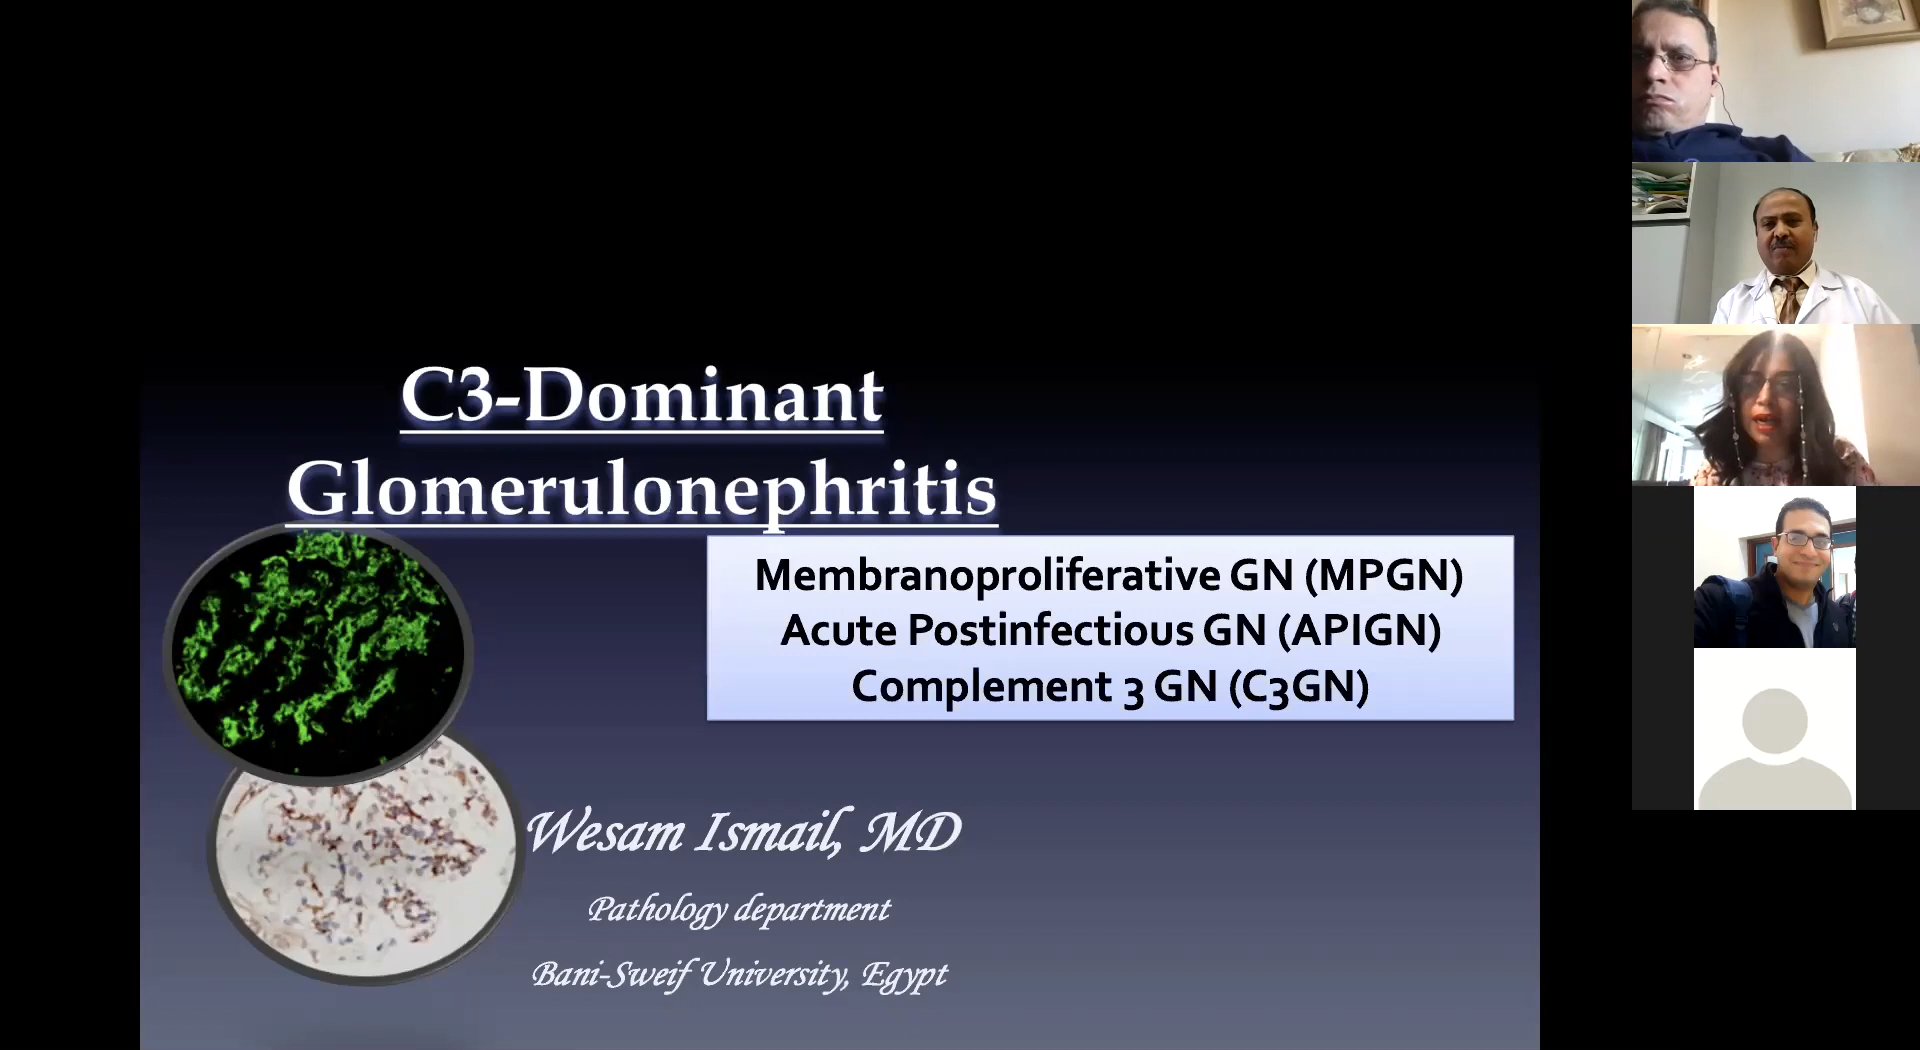 C3-Dominant
Glomerulonephritis
Membranoproliferative GN (MPGN)
Acute Postinfectious GN (APIGN)
Complement 3 GN (C3GN)
Wesam Ismail, MD
Pathology department
Bani-Sweif University, Egypt